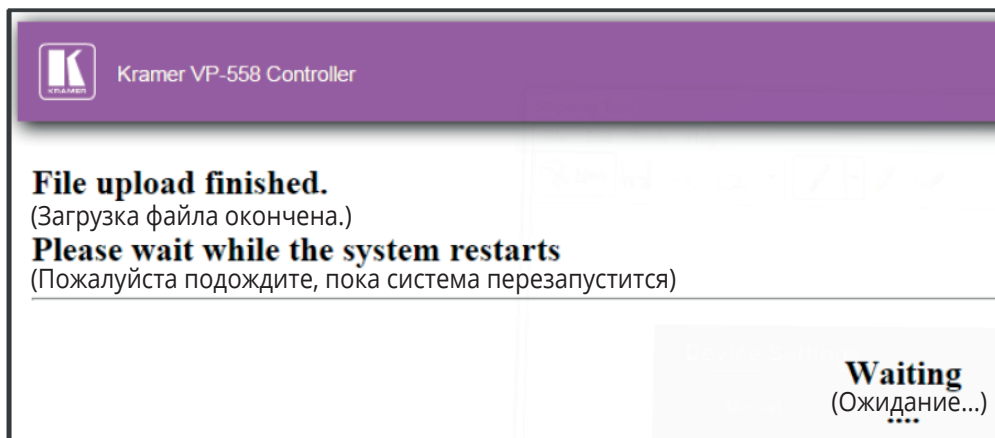 KRAMER
Kramer VP-558 Controller
File upload finished.
(Загрузка файла окончена.)
Please wait while the system restarts
(Пожалуйста подождите, пока система перезапустится)
Waiting
(Ожидание...)
....